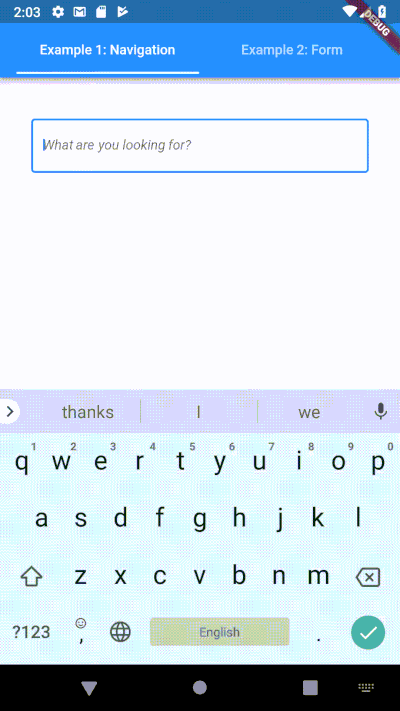 2:03
DEBUG
Example 1: Navigation Example 2: Form
What are you looking for?
thanks I we
1 2 3 4 5 6 7 8 9 0
q w e r t y u i o p
a s d f g h j k l
z x c v b n m
?123 , English .